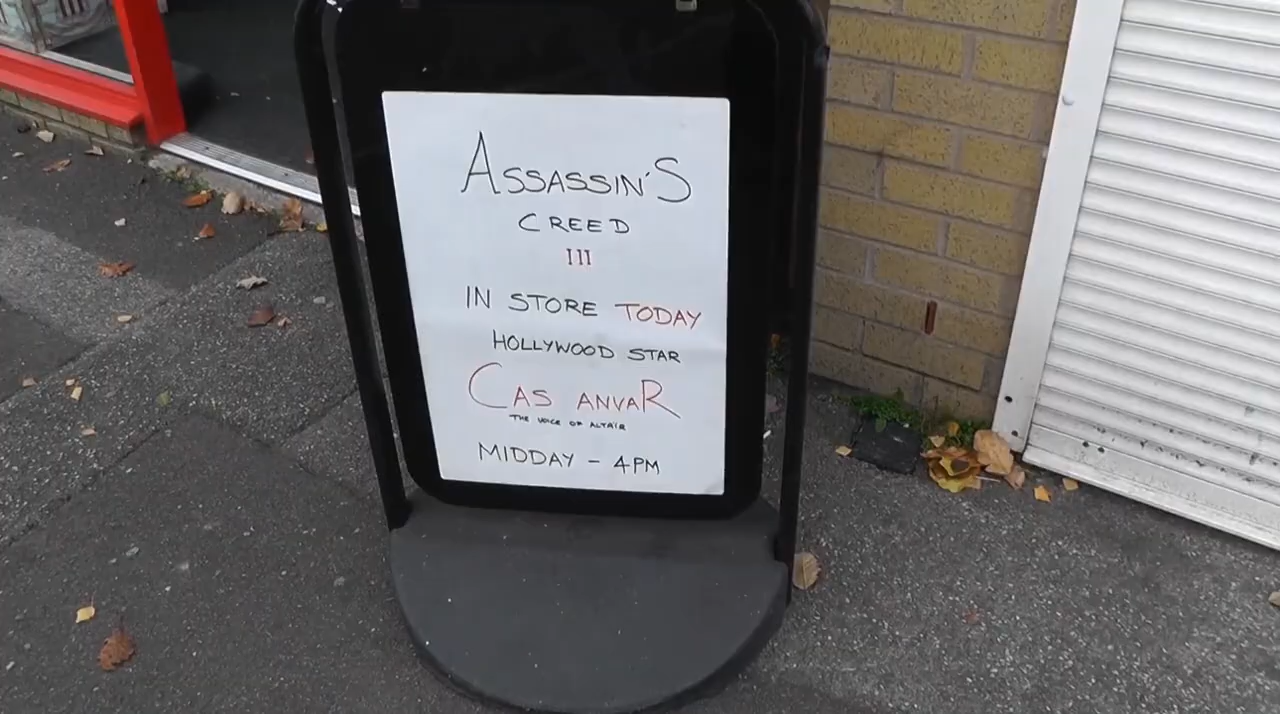 ASSASSIN'S
CREED
III
IN STORE TODAY
HOLLYWOOD STAR
CAS ANVAR
THE VOICE OF ALTAIR
MIDDAY - 4PM